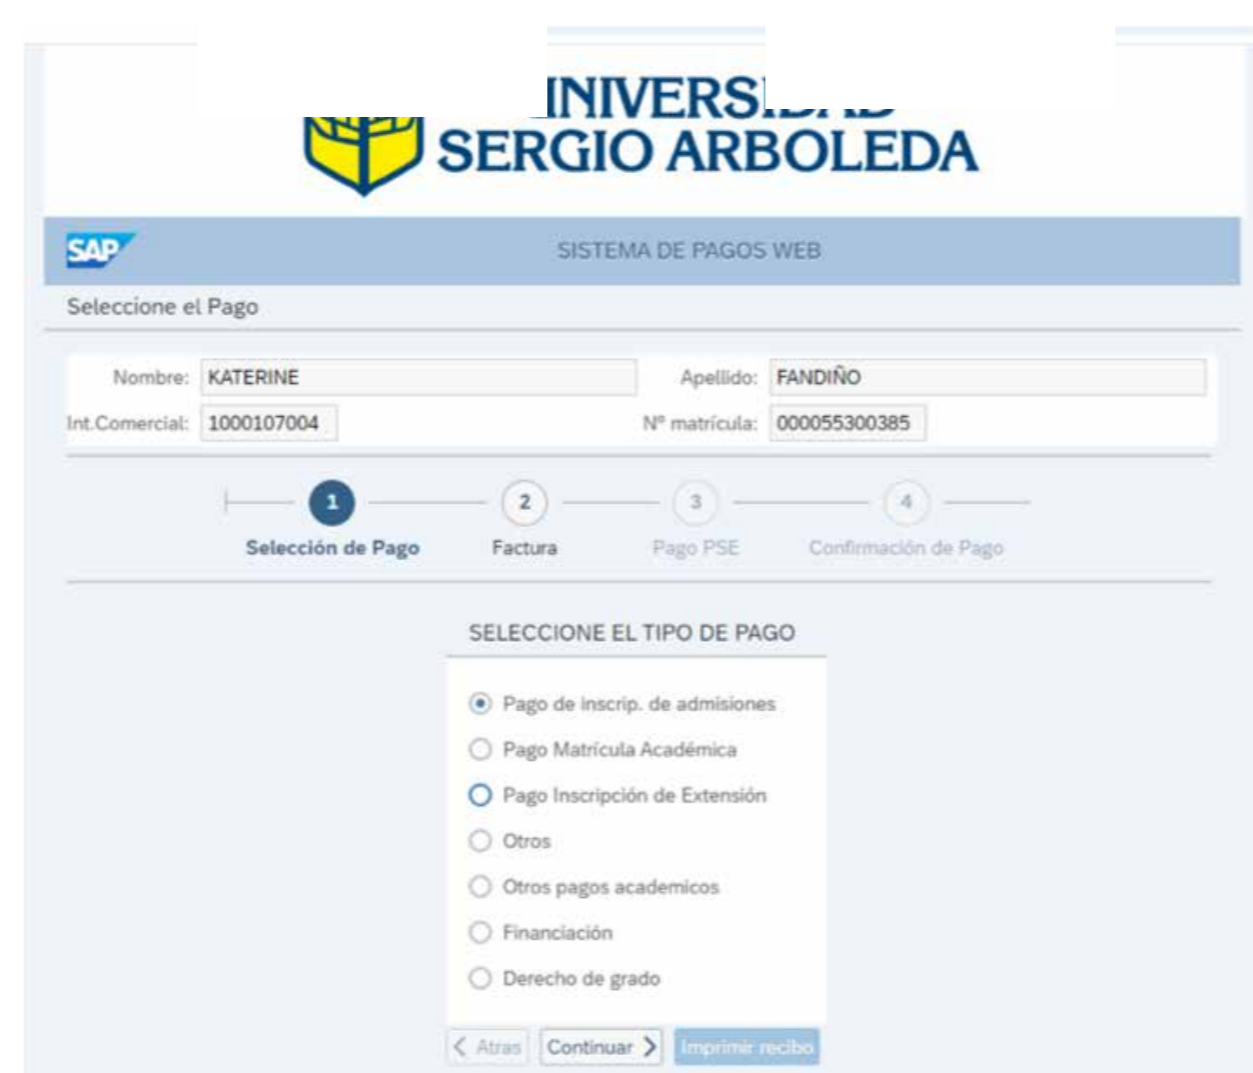 SERGIO ARBOLEDA
SAP
SISTEMA DE PAGOS WEB
Seleccione el Pago
Nombre: KATERINE Apellido: FANDIÑO
Int.Comercial: 1000107004 Nº matrícula: 000055300385
1 2 3 4
Selección de Pago Factura Pago PSE Confirmación de Pago
SELECCIONE EL TIPO DE PAGO
Pago de inscrip. de admisiones
Pago Matrícula Académica
Pago Inscripción de Extensión
Otros
Otros pagos academicos
Financiación
Derecho de grado
Atras Continuar Imprimir recibo